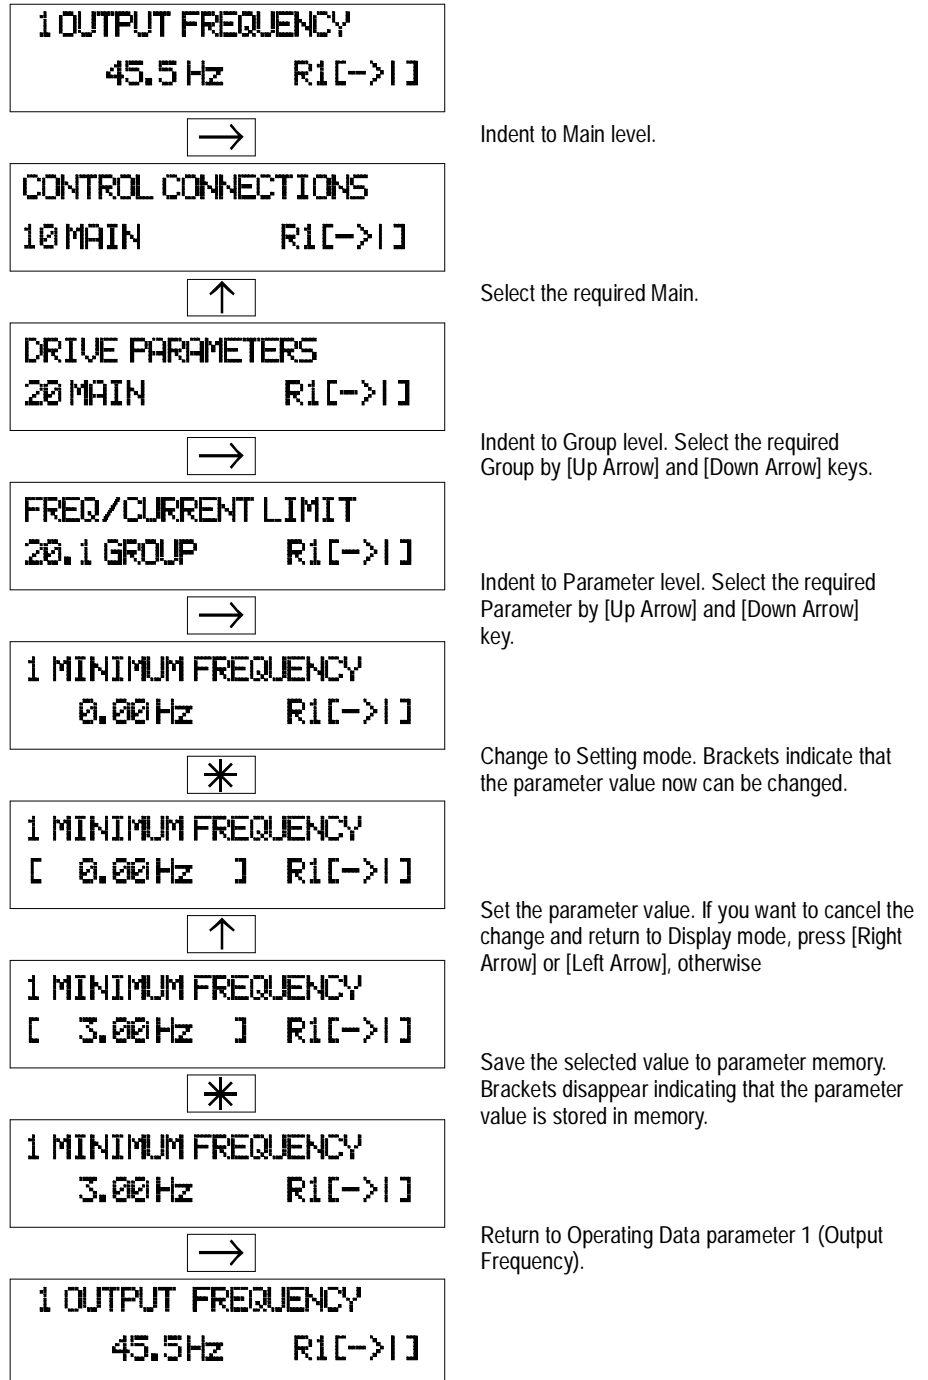 1 OUTPUT FREQUENCY
45.5 Hz R1[->|]
→
Indent to Main level.
CONTROL CONNECTIONS
10 MAIN R1[->|]
↑
Select the required Main.
DRIVE PARAMETERS
20 MAIN R1[->|]
→
Indent to Group level. Select the required
Group by [Up Arrow] and [Down Arrow] keys.
FREQ/CURRENT LIMIT
20.1 GROUP R1[->|]
→
Indent to Parameter level. Select the required
Parameter by [Up Arrow] and [Down Arrow]
key.
1 MINIMUM FREQUENCY
0.00 Hz R1[->|]
*
Change to Setting mode. Brackets indicate that
the parameter value now can be changed.
1 MINIMUM FREQUENCY
[ 0.00 Hz ] R1[->|]
↑
Set the parameter value. If you want to cancel the
change and return to Display mode, press [Right
Arrow] or [Left Arrow], otherwise
1 MINIMUM FREQUENCY
[ 3.00 Hz ] R1[->|]
*
Save the selected value to parameter memory.
Brackets disappear indicating that the parameter
value is stored in memory.
1 MINIMUM FREQUENCY
3.00 Hz R1[->|]
→
Return to Operating Data parameter 1 (Output
Frequency).
1 OUTPUT FREQUENCY
45.5Hz R1[->|]